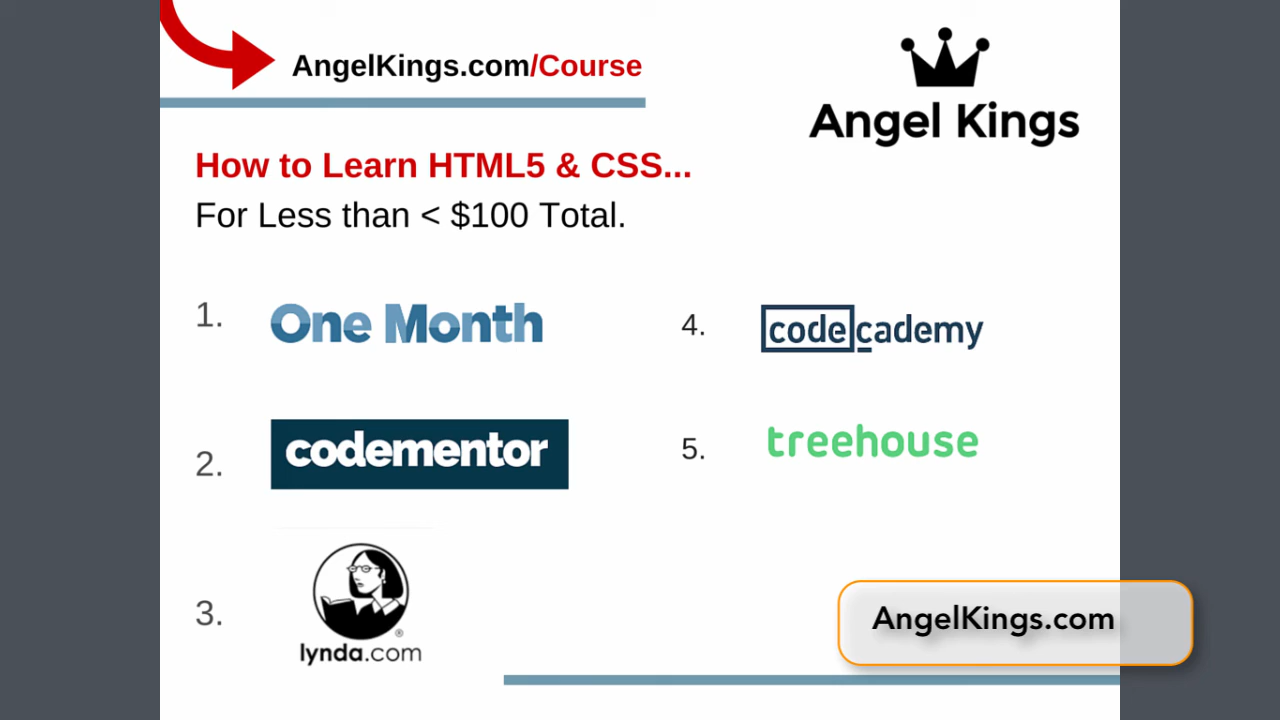 AngelKings.com/Course
Angel Kings
How to Learn HTML5 & CSS...
For Less than < $100 Total.
1. One Month
2. codementor
3. lynda.com
®
4. codecademy
5. treehouse
AngelKings.com